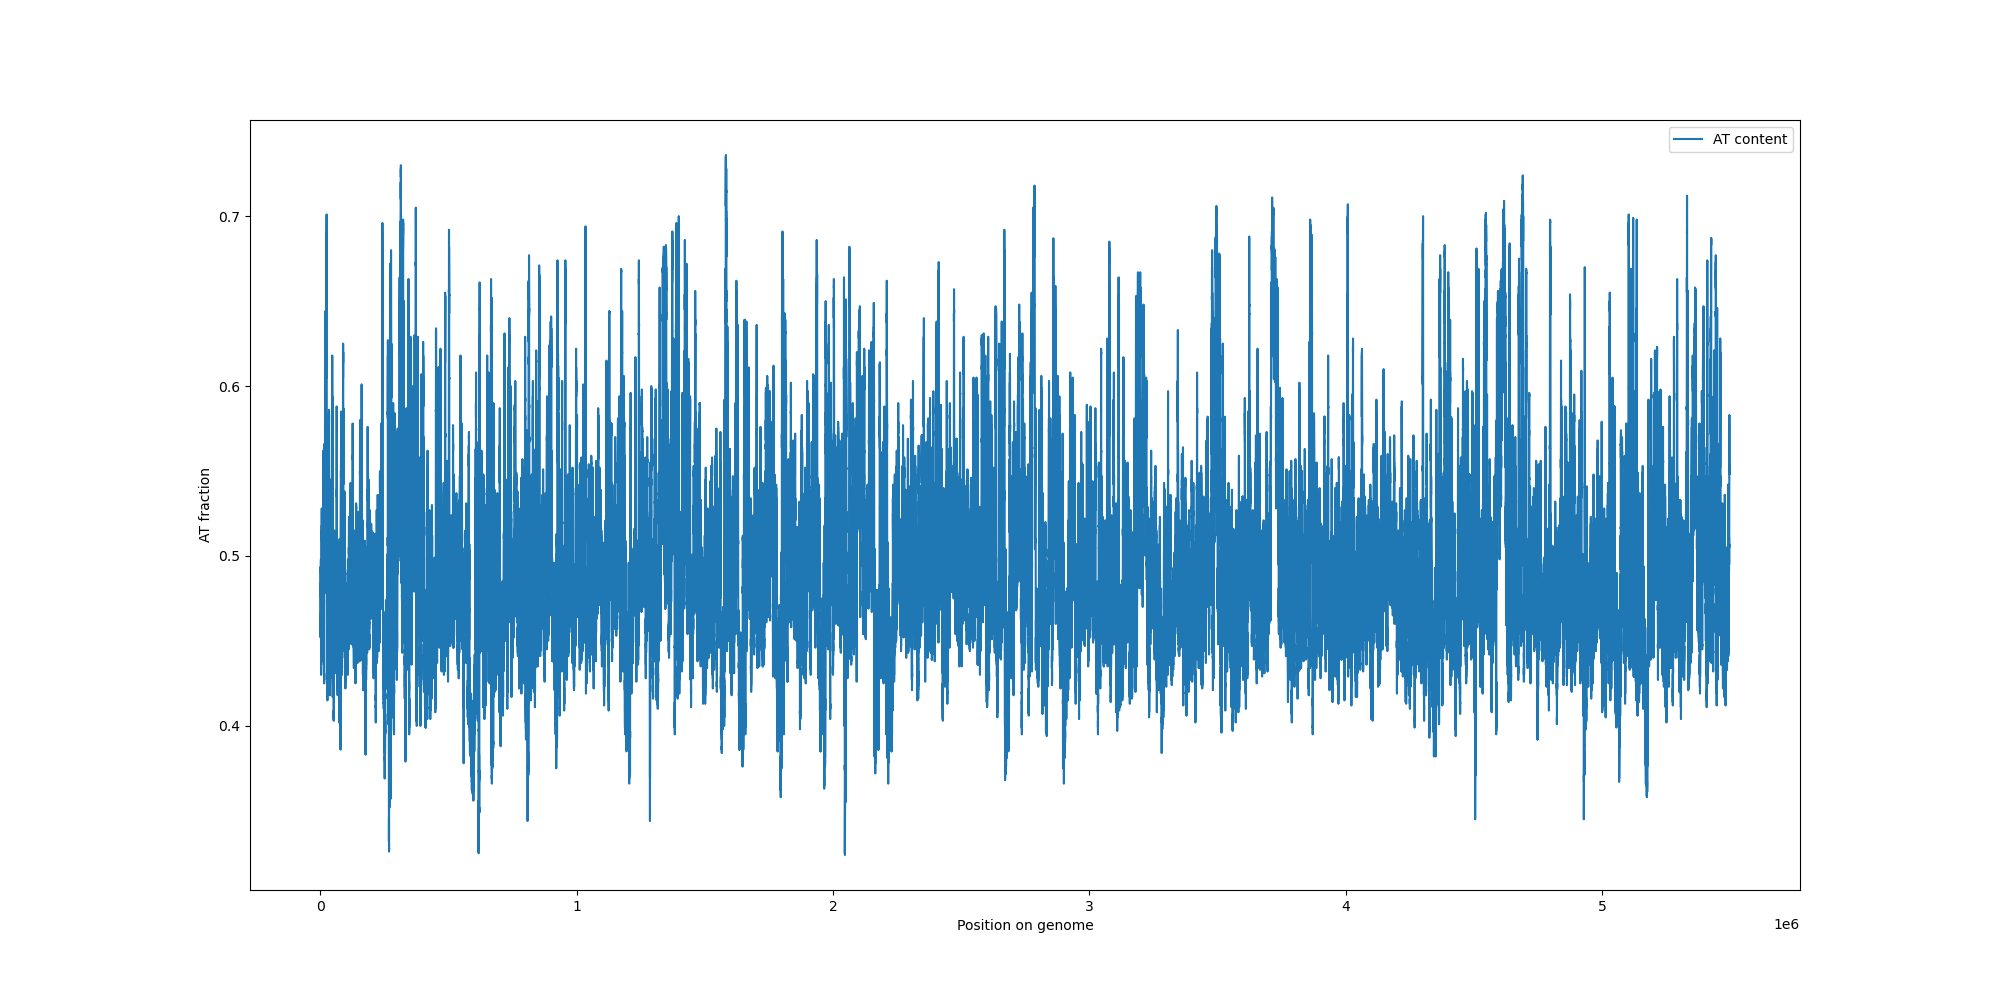 AT content
AT fraction
0.7
0.6
0.5
0.4
0 1 2 3 4 5
1e6
Position on genome